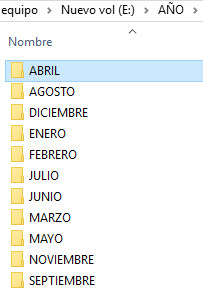 equipo > Nuevo vol (E:) > AÑO >
Nombre
ABRIL
AGOSTO
DICIEMBRE
ENERO
FEBRERO
JULIO
JUNIO
MARZO
MAYO
NOVIEMBRE
SEPTIEMBRE